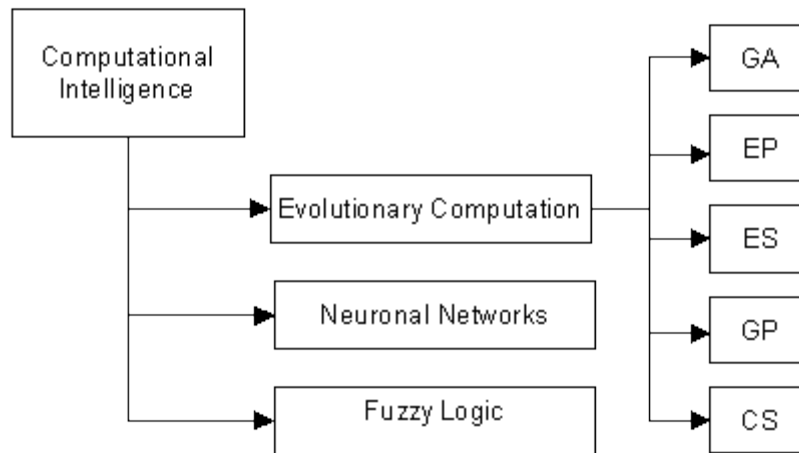 Computational
Intelligence
Evolutionary Computation
Neuronal Networks
Fuzzy Logic
GA
EP
ES
GP
CS